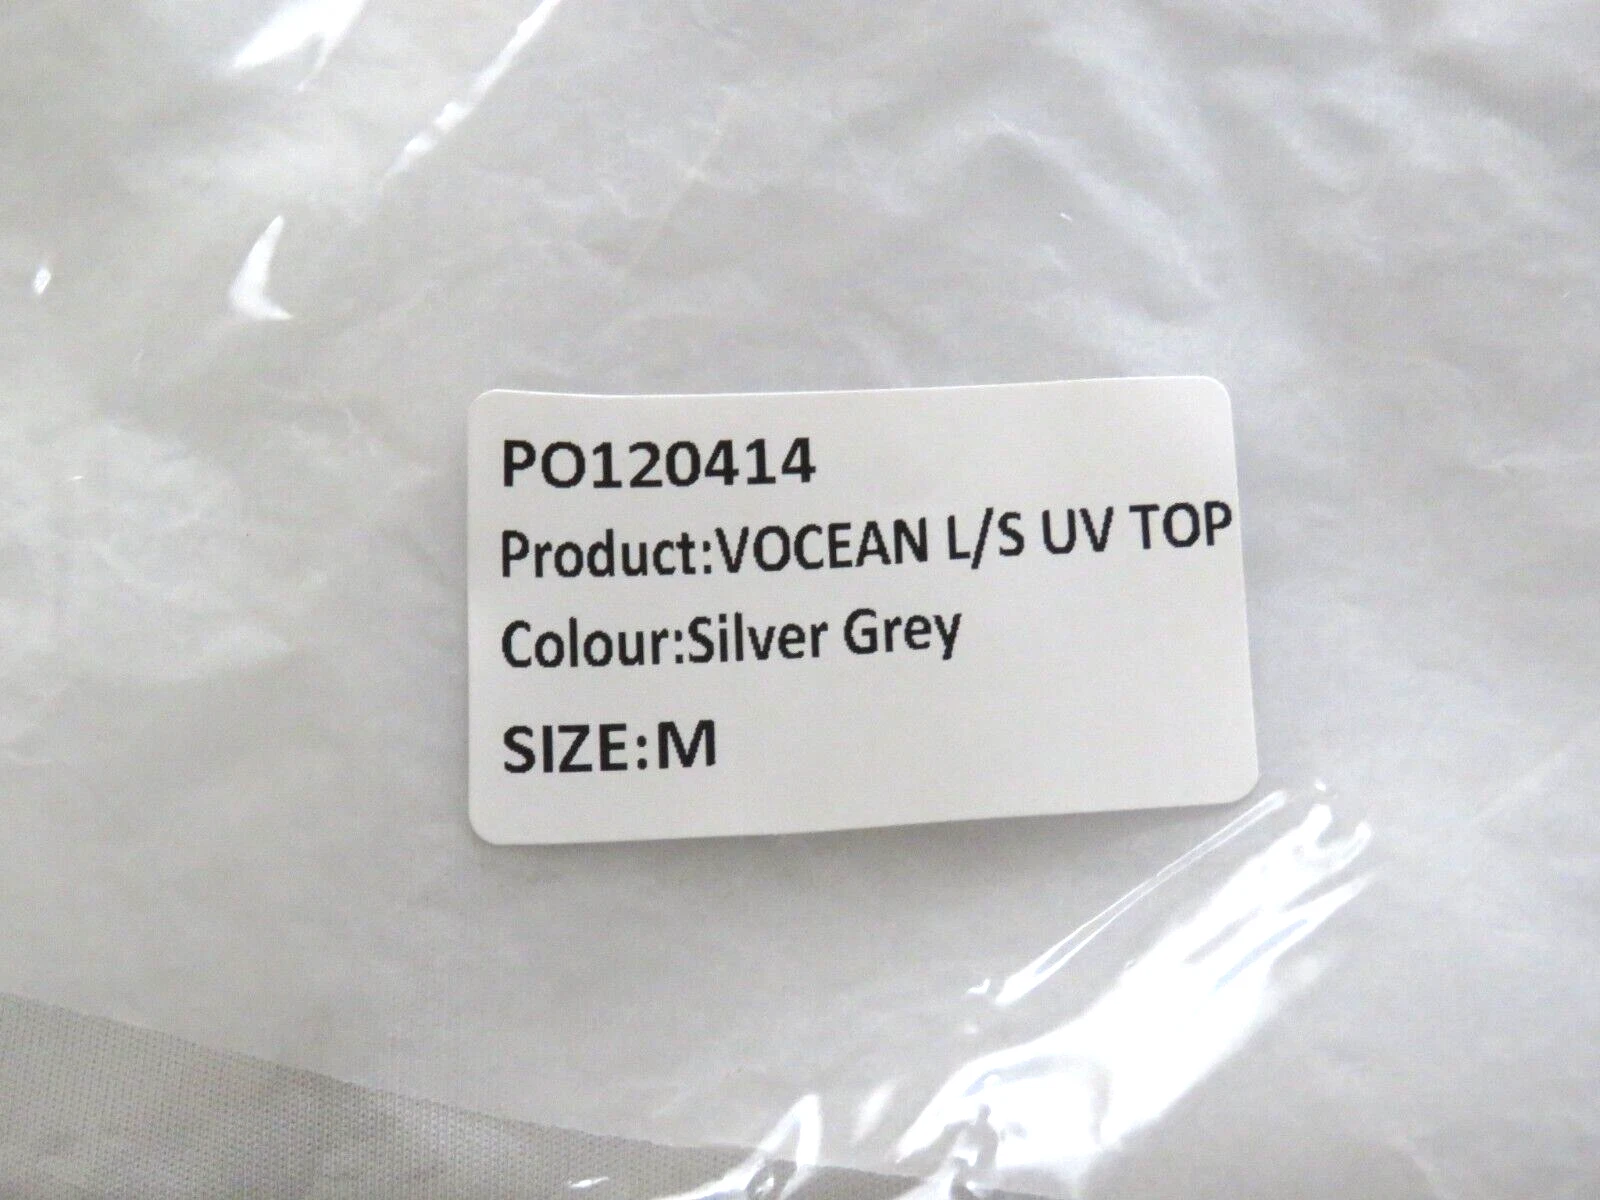 PO120414
Product:VOCEAN L/S UV TOP
Colour:Silver Grey
SIZE:M